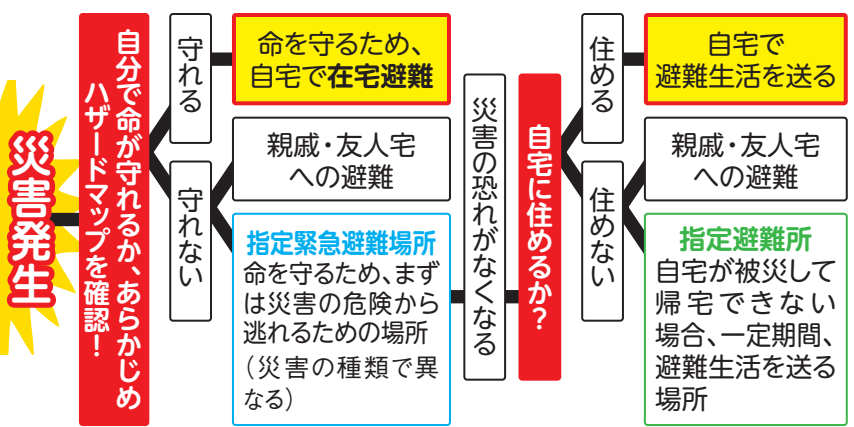 災害発生
自分で命が守れるか、あらかじめ
ハザードマップを確認！
守れる
命を守るため、
自宅で在宅避難
守れない
親戚・友人宅
への避難
指定緊急避難場所
命を守るため、まず
は災害の危険から
逃れるための場所
（災害の種類で異
なる）
災害の恐れがなくなる
自宅に住めるか？
住める
自宅で
避難生活を送る
住めない
親戚・友人宅
への避難
指定避難所
自宅が被災して
帰宅できない
場合、一定期間、
避難生活を送る
場所